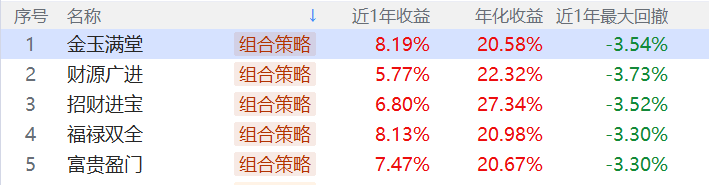 序号 名称 ↓ 近1年收益 年化收益 近1年最大回撤
1 金玉满堂 组合策略 8.19% 20.58% -3.54%
2 财源广进 组合策略 5.77% 22.32% -3.73%
3 招财进宝 组合策略 6.80% 27.34% -3.52%
4 福禄双全 组合策略 8.13% 20.98% -3.30%
5 富贵盈门 组合策略 7.47% 20.67% -3.30%